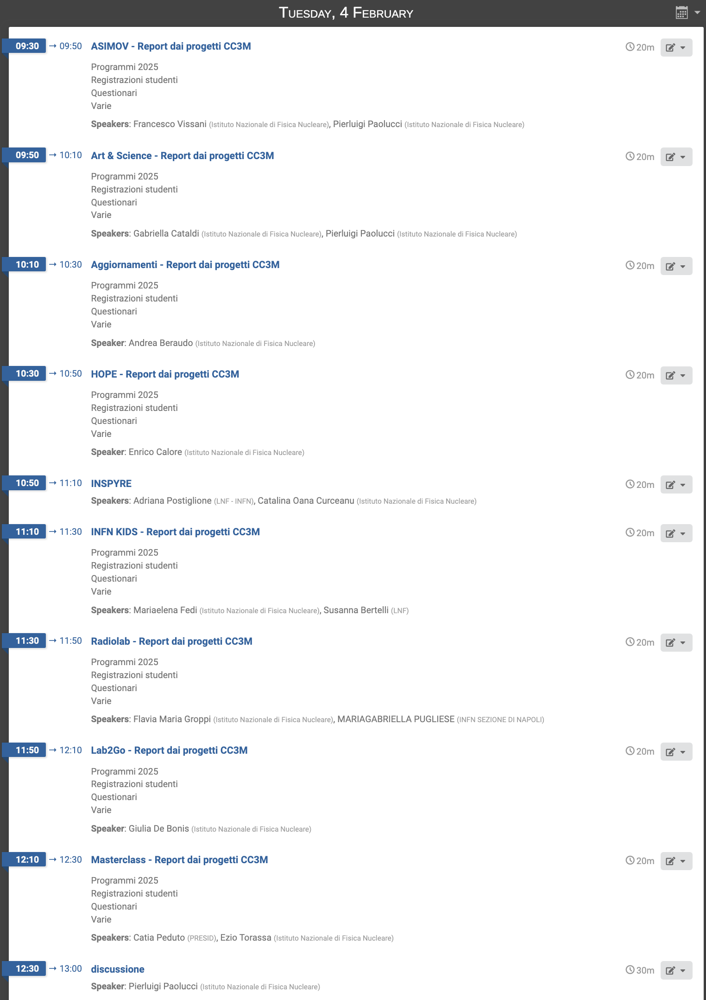 Tuesday, 4 February
09:30 → 09:50 ASIMOV - Report dai progetti CC3M 20m
Programmi 2025
Registrazioni studenti
Questionari
Varie
Speakers: Francesco Vissani (Istituto Nazionale di Fisica Nucleare), Pierluigi Paolucci (Istituto Nazionale di Fisica Nucleare)
09:50 → 10:10 Art & Science - Report dai progetti CC3M 20m
Programmi 2025
Registrazioni studenti
Questionari
Varie
Speakers: Gabriella Cataldi (Istituto Nazionale di Fisica Nucleare), Pierluigi Paolucci (Istituto Nazionale di Fisica Nucleare)
10:10 → 10:30 Aggiornamenti - Report dai progetti CC3M 20m
Programmi 2025
Registrazioni studenti
Questionari
Varie
Speaker: Andrea Beraudo (Istituto Nazionale di Fisica Nucleare)
10:30 → 10:50 HOPE - Report dai progetti CC3M 20m
Programmi 2025
Registrazioni studenti
Questionari
Varie
Speaker: Enrico Calore (Istituto Nazionale di Fisica Nucleare)
10:50 → 11:10 INSPYRE 20m
Speakers: Adriana Postiglione (LNF - INFN), Catalina Oana Curceanu (Istituto Nazionale di Fisica Nucleare)
11:10 → 11:30 INFN KIDS - Report dai progetti CC3M 20m
Programmi 2025
Registrazioni studenti
Questionari
Varie
Speakers: Mariaelena Fedi (Istituto Nazionale di Fisica Nucleare), Susanna Bertelli (LNF)
11:30 → 11:50 Radiolab - Report dai progetti CC3M 20m
Programmi 2025
Registrazioni studenti
Questionari
Varie
Speakers: Flavia Maria Groppi (Istituto Nazionale di Fisica Nucleare), MARIAGABRIELLA PUGLIESE (INFN SEZIONE DI NAPOLI)
11:50 → 12:10 Lab2Go - Report dai progetti CC3M 20m
Programmi 2025
Registrazioni studenti
Questionari
Varie
Speaker: Giulia De Bonis (Istituto Nazionale di Fisica Nucleare)
12:10 → 12:30 Masterclass - Report dai progetti CC3M 20m
Programmi 2025
Registrazioni studenti
Questionari
Varie
Speakers: Catia Peduto (PRESID), Ezio Torassa (Istituto Nazionale di Fisica Nucleare)
12:30 → 13:00 discussione 30m
Speaker: Pierluigi Paolucci (Istituto Nazionale di Fisica Nucleare)